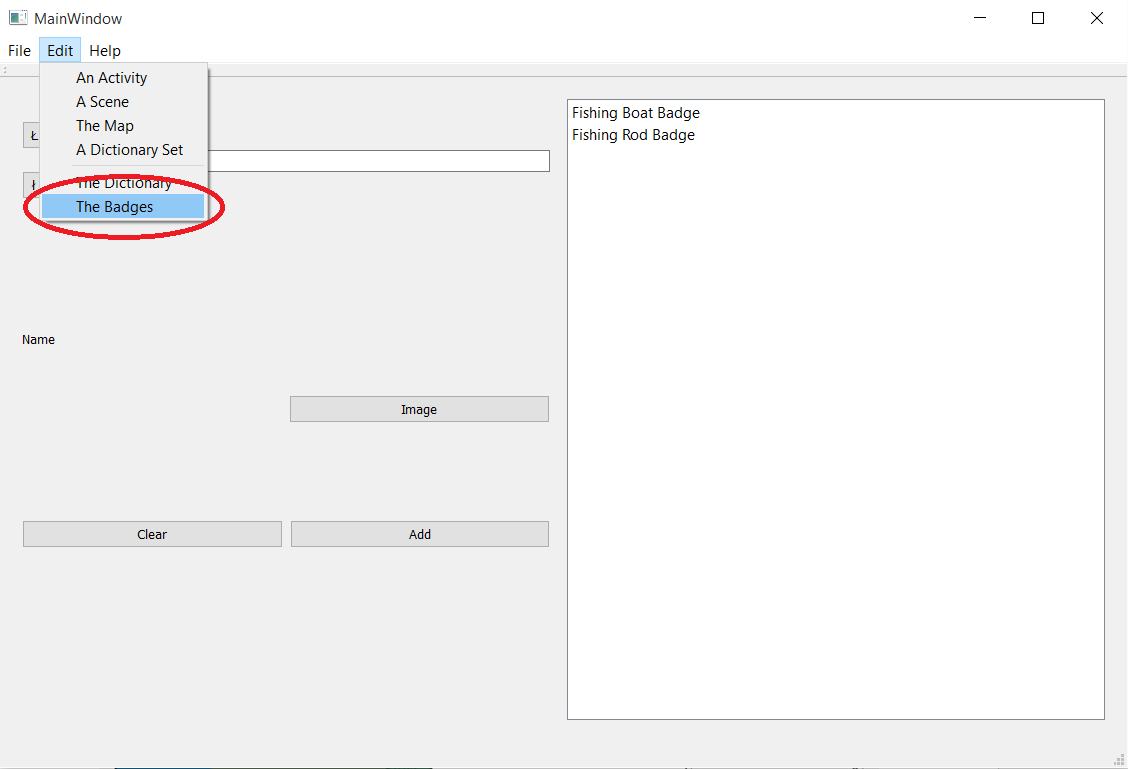 MainWindow
File Edit Help
An Activity
A Scene
The Map
A Dictionary Set
The Dictionary
The Badges
Ł
ł
Name
Image
Clear Add
Fishing Boat Badge
Fishing Rod Badge